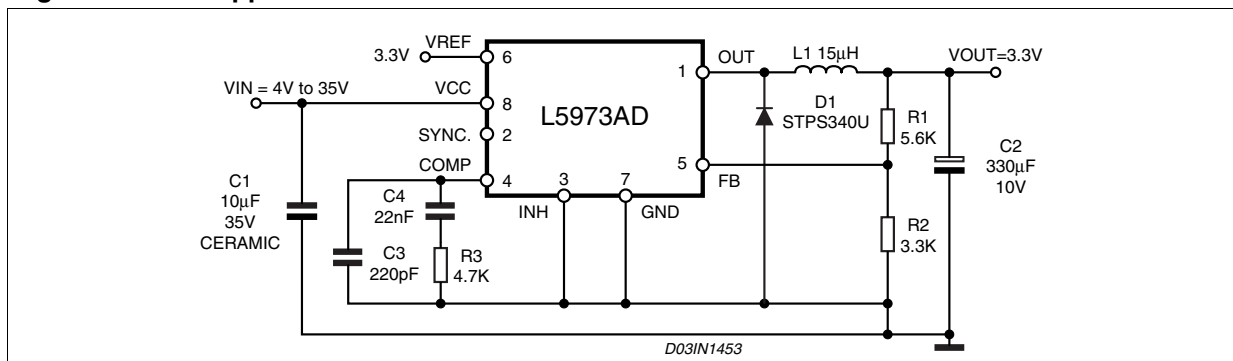 VREF
3.3V
6
VIN = 4V to 35V
VCC
8
SYNC.
2
COMP
4
L5973AD
1
OUT
L1 15µH
VOUT=3.3V
D1
STPS340U
R1
5.6K
5
FB
C2
330µF
10V
3
INH
7
GND
R2
3.3K
C1
10µF
35V
CERAMIC
C4
22nF
C3
220pF
R3
4.7K
D03IN1453